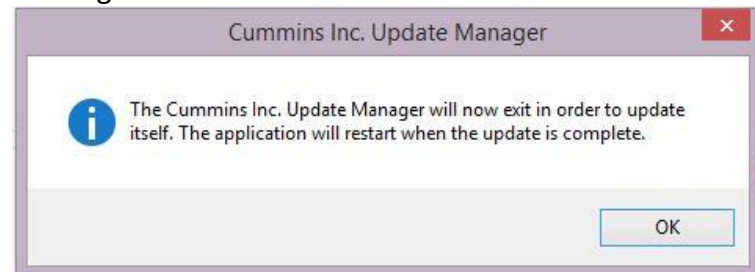 Cummins Inc. Update Manager
The Cummins Inc. Update Manager will now exit in order to update
itself. The application will restart when the update is complete.
OK